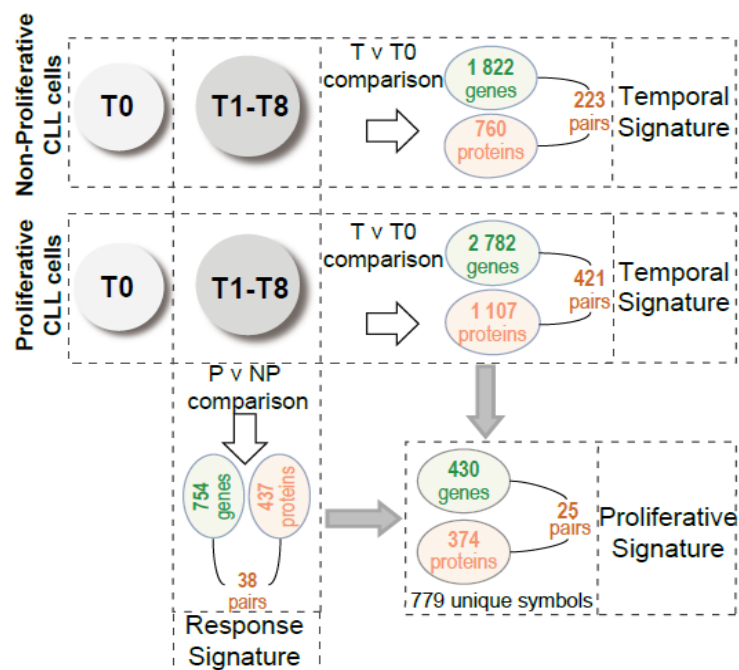 Non-Proliferative
CLL cells
T0
T1-T8
T v T0
comparison
1 822
genes
760
proteins
223
pairs
Temporal
Signature
Proliferative
CLL cells
T0
T1-T8
T v T0
comparison
2 782
genes
1 107
proteins
421
pairs
Temporal
Signature
P v NP
comparison
754
genes
437
proteins
38
pairs
Response
Signature
430
genes
374
proteins
25
pairs
779 unique symbols
Proliferative
Signature